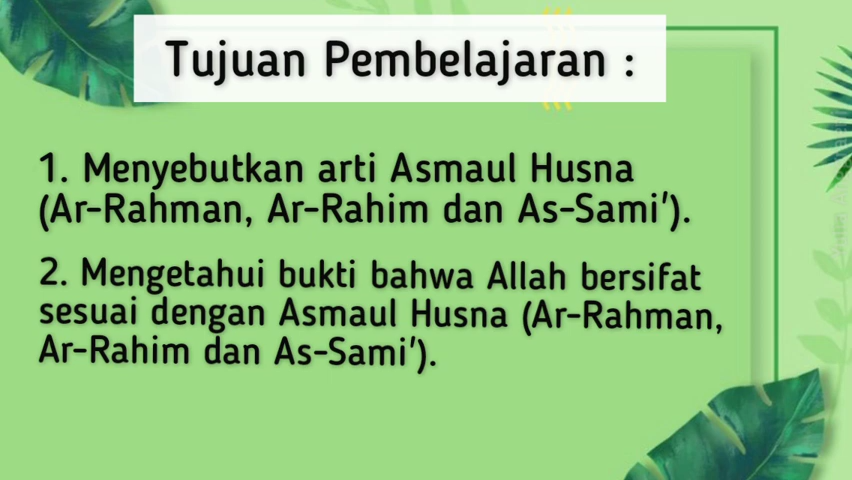 Tujuan Pembelajaran :
1. Menyebutkan arti Asmaul Husna
(Ar-Rahman, Ar-Rahim dan As-Sami').
2. Mengetahui bukti bahwa Allah bersifat
sesuai dengan Asmaul Husna (Ar-Rahman,
Ar-Rahim dan As-Sami').